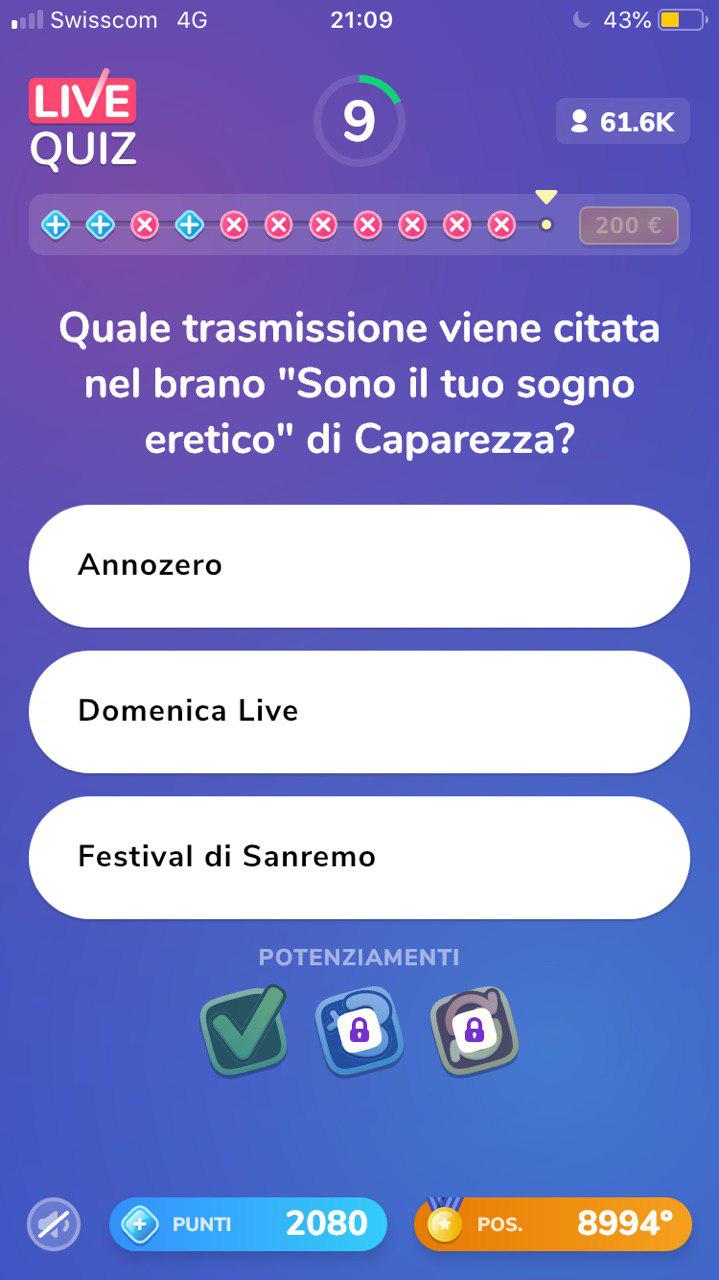 Swisscom 4G 21:09 43%
LIVE
QUIZ
9
61.6K
200 €
Quale trasmissione viene citata
nel brano "Sono il tuo sogno
eretico" di Caparezza?
Annozero
Domenica Live
Festival di Sanremo
POTENZIAMENTI
PUNTI 2080
POS. 8994°